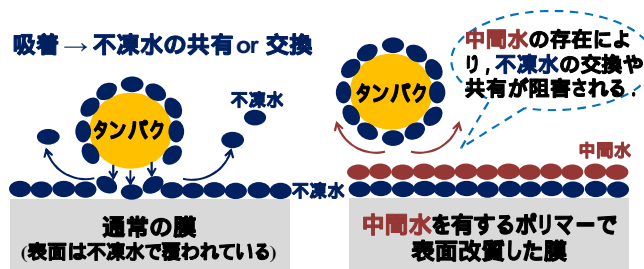 吸着 → 不凍水の共有or 交換
タンパク
不凍水
不凍水
通常の膜
(表面は不凍水で覆われている)
中間水の存在によ
り,不凍水の交換や
共有が阻害される.
タンパク
中間水
中間水を有するポリマーで
表面改質した膜